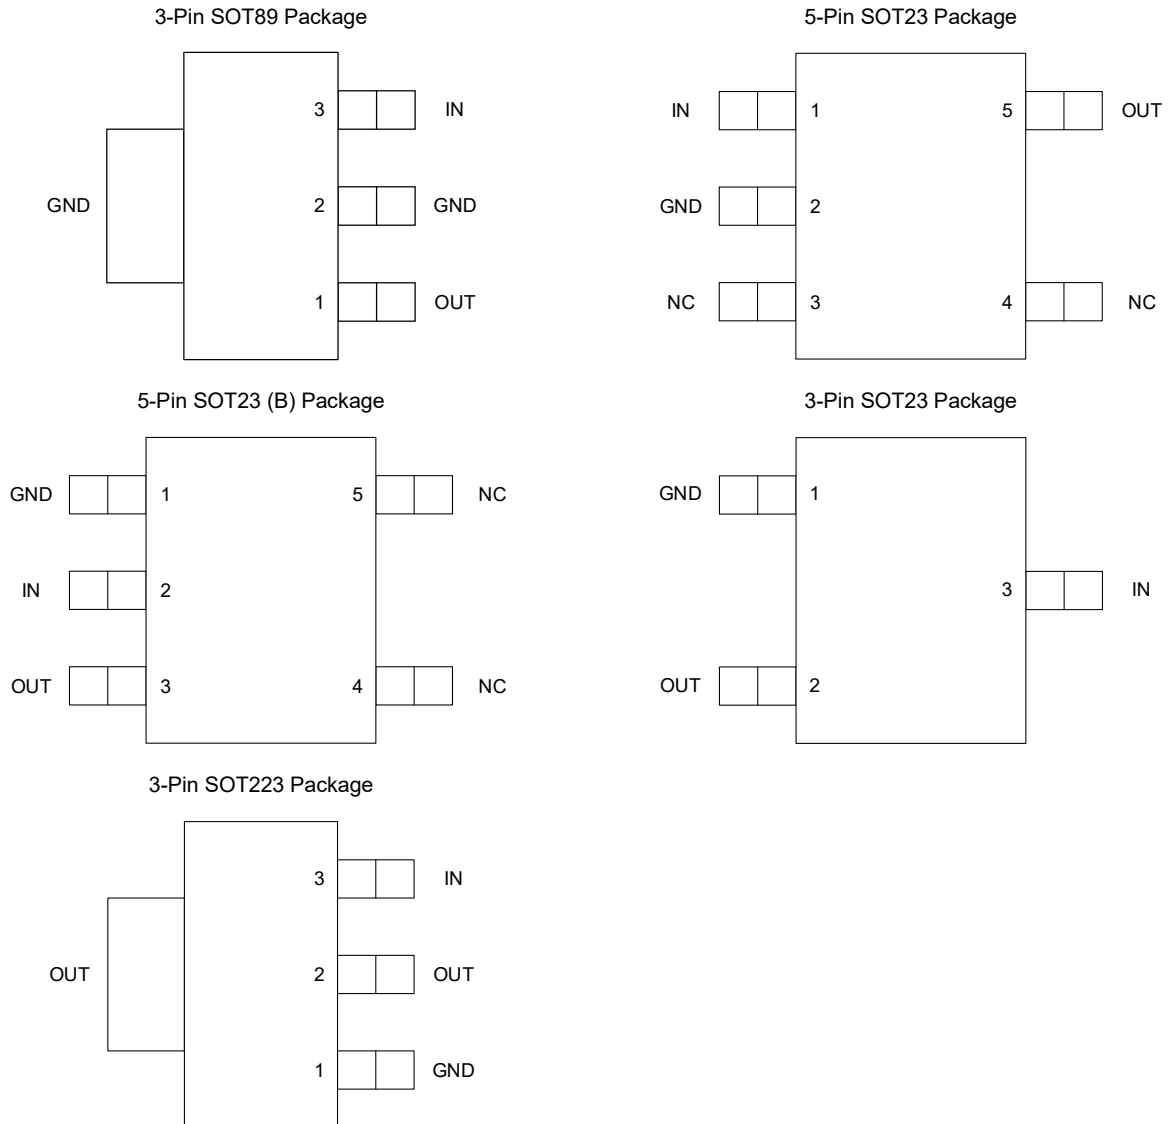 3-Pin SOT89 Package
3 IN
GND
2 GND
1 OUT
5-Pin SOT23 Package
IN 1 5 OUT
GND 2
NC 3 4 NC
5-Pin SOT23 (B) Package
GND 1 5 NC
IN 2
OUT 3 4 NC
3-Pin SOT23 Package
GND 1
3 IN
OUT 2
3-Pin SOT223 Package
3 IN
OUT
2 OUT
1 GND